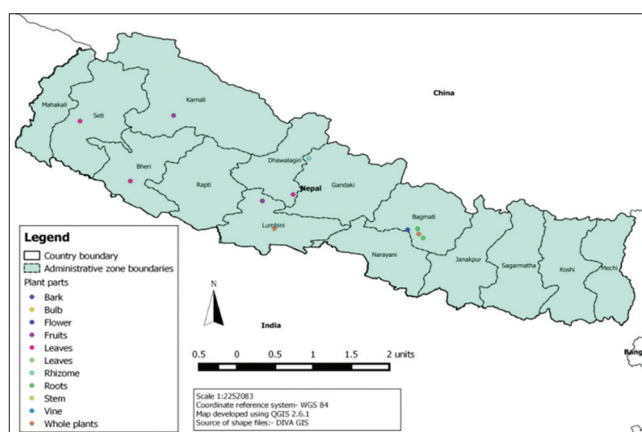 China
Mahakali
Seti
Karnali
Bheri
Rapti
Dhawalagiri
Nepal
Gandaki
Lumbini
Bagmati
Narayani
Janakpur
Sagarmatha
Koshi
Mechi
India
Bang
Legend
Country boundary
Administrative zone boundaries
Plant parts
Bark
Bulb
Flower
Fruits
Leaves
Leaves
Rhizome
Roots
Stem
Vine
Whole plants
N
0.5 0 0.5 1 1.5 2 units
Scale 1:2252083
Coordinate reference system- WGS 84
Map developed using QGIS 2.6.1
Source of shape files:- DIVA GIS